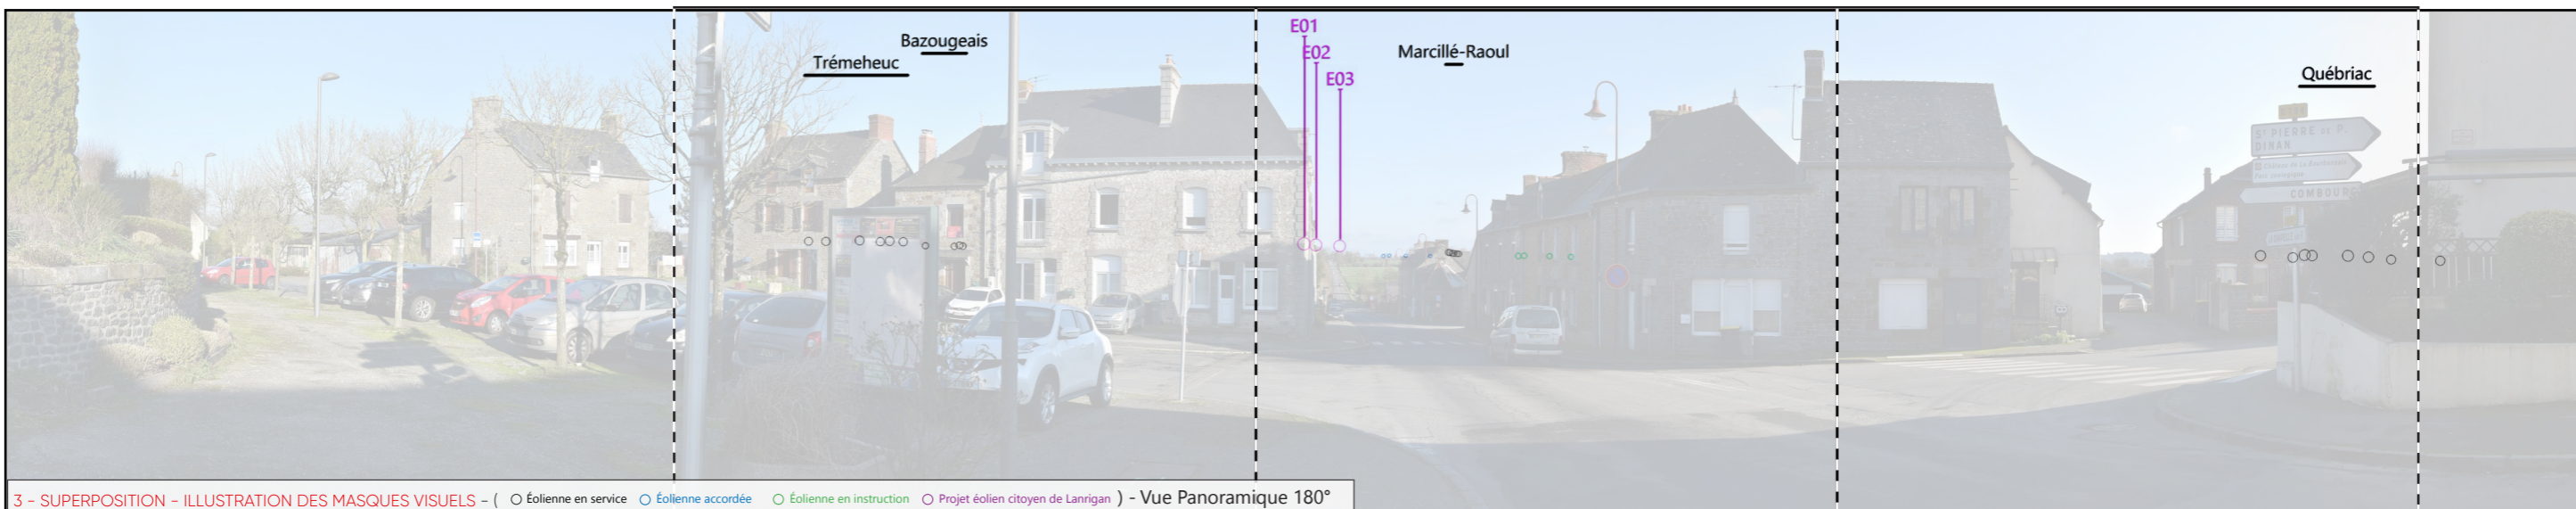 E01
Bazougeais
E02
Marcillé-Raoul
Trémeheuc
E03
Québriac
ST PIERRE DE P.
DINAN
COMBOURG
3 - SUPERPOSITION - ILLUSTRATION DES MASQUES VISUELS - ( Éolienne en service Éolienne accordée Éolienne en instruction Projet éolien citoyen de Lanrigan ) - Vue Panoramique 180°